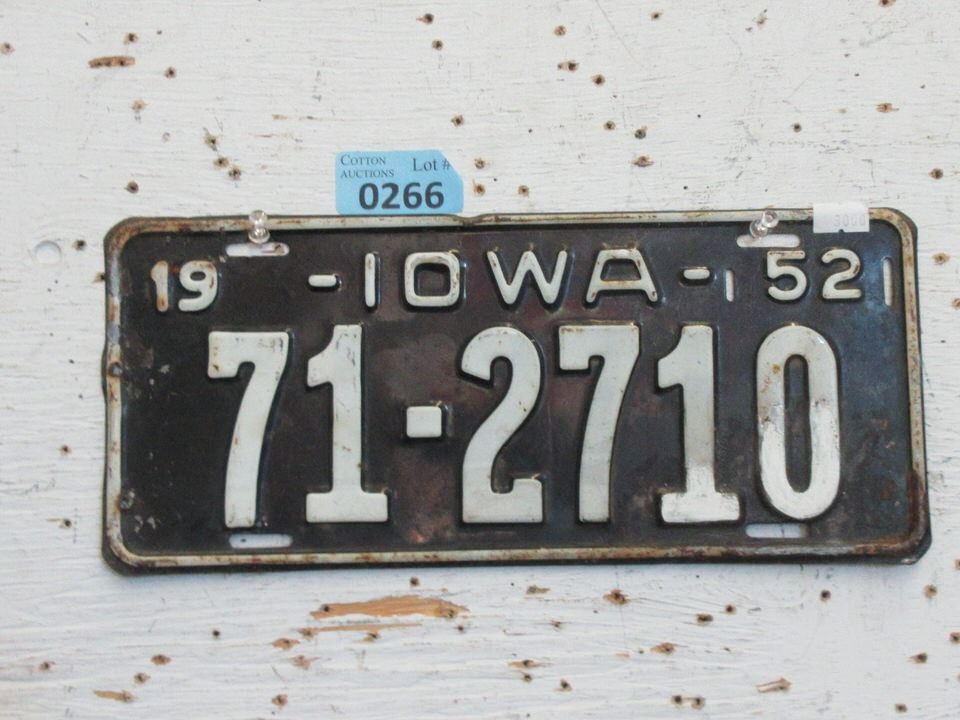 COTTON AUCTIONS Lot #
0266
19 - IOWA - 52
71-2710